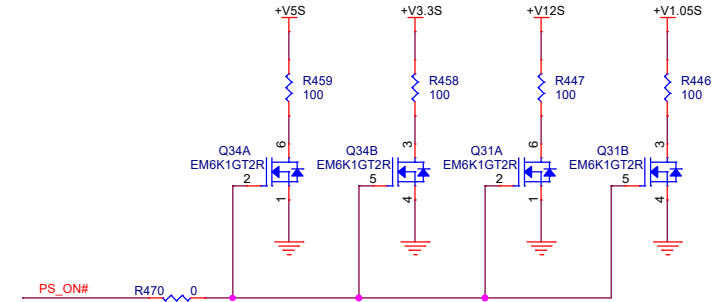 +V5S +V3.3S +V12S +V1.05S
R459 R458 R447 R446
100 100 100 100
Q34A Q34B Q31A Q31B
EM6K1GT2R EM6K1GT2R EM6K1GT2R EM6K1GT2R
6 3 6 3
2 5 2 5
1 4 1 4
PS_ON# R470 0